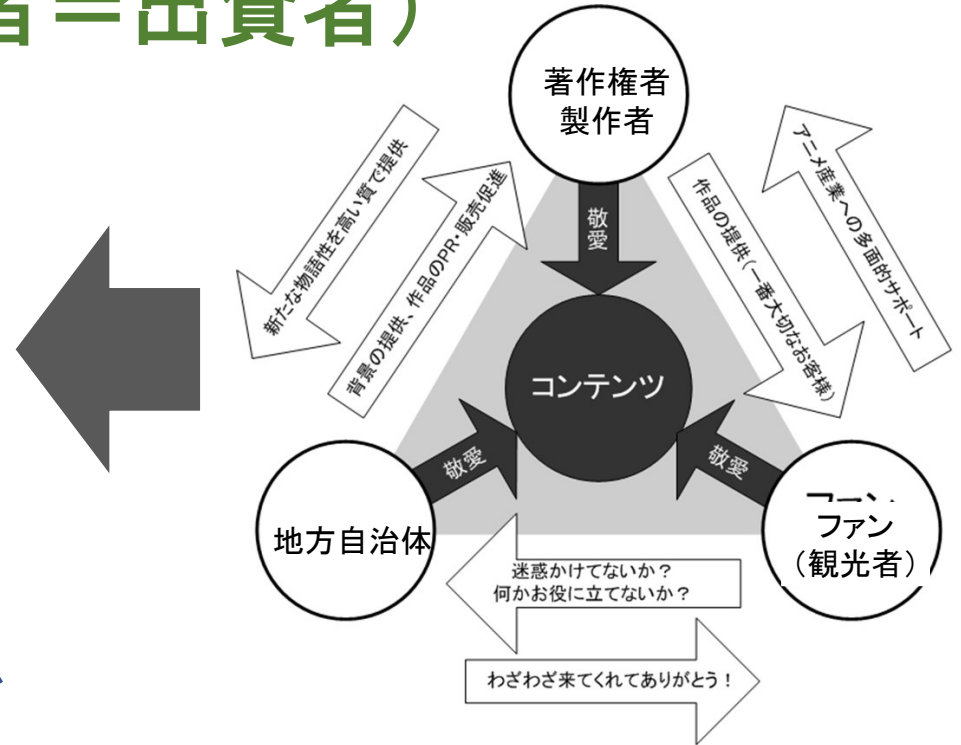 者＝出資者）
著作権者
製作者
新たな物語性を高い質で提供
背景の提供、作品のPR・販売促進
敬愛
作品の提供（一番大切なお客様）
アニメ産業への多面的サポート
コンテンツ
敬愛
敬愛
地方自治体
ファン
（観光者）
迷惑かけてないか？
何かお役に立てないか？
わざわざ来てくれてありがとう！